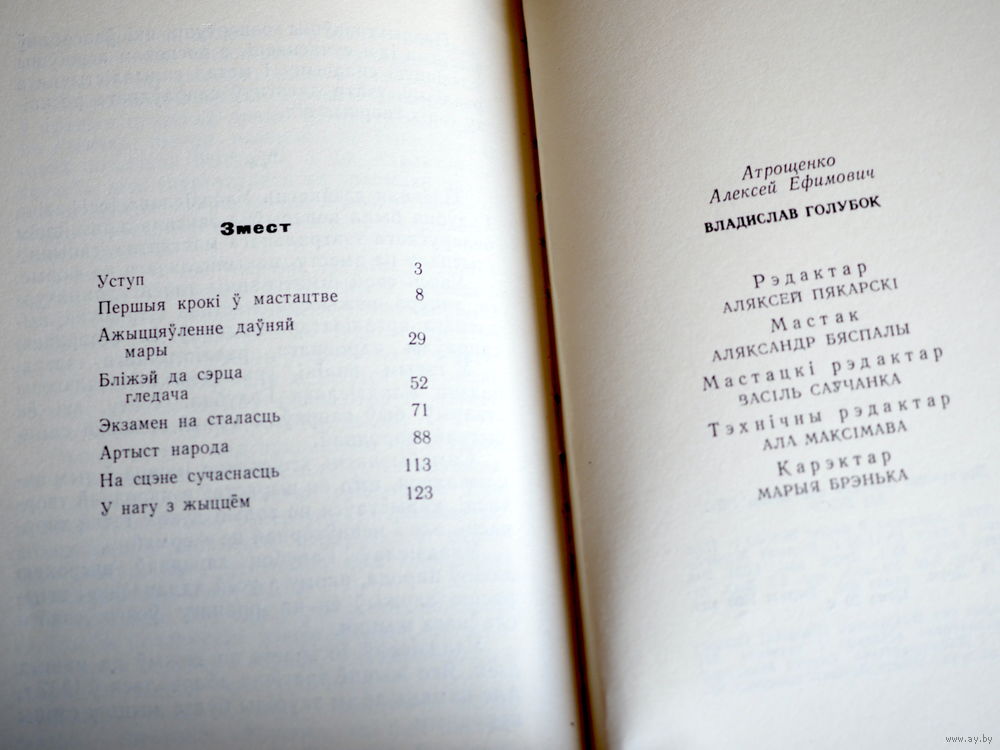 Змест
Уступ 3
Першыя крокі ў мастацтве 8
Ажыццяўленне даўняй
мары 29
Бліжэй да сэрца
гледача 52
Экзамен на сталасць 71
Артыст народа 88
На сцэне сучаснасць 113
У нагу з жыццём 123
Атрощенко
Алексей Ефимович
ВЛАДИСЛАВ ГОЛУБОК
Рэдактар
АЛЯКСЕЙ ПЯКАРСКІ
Мастак
АЛЯКСАНДР БЯСПАЛЫ
Мастацкі рэдактар
ВАСІЛЬ САЎЧАНКА
Тэхнічны рэдактар
АЛА МАКСІМАВА
Карэктар
МАРЫЯ БРЭНЬКА
www.ay.by